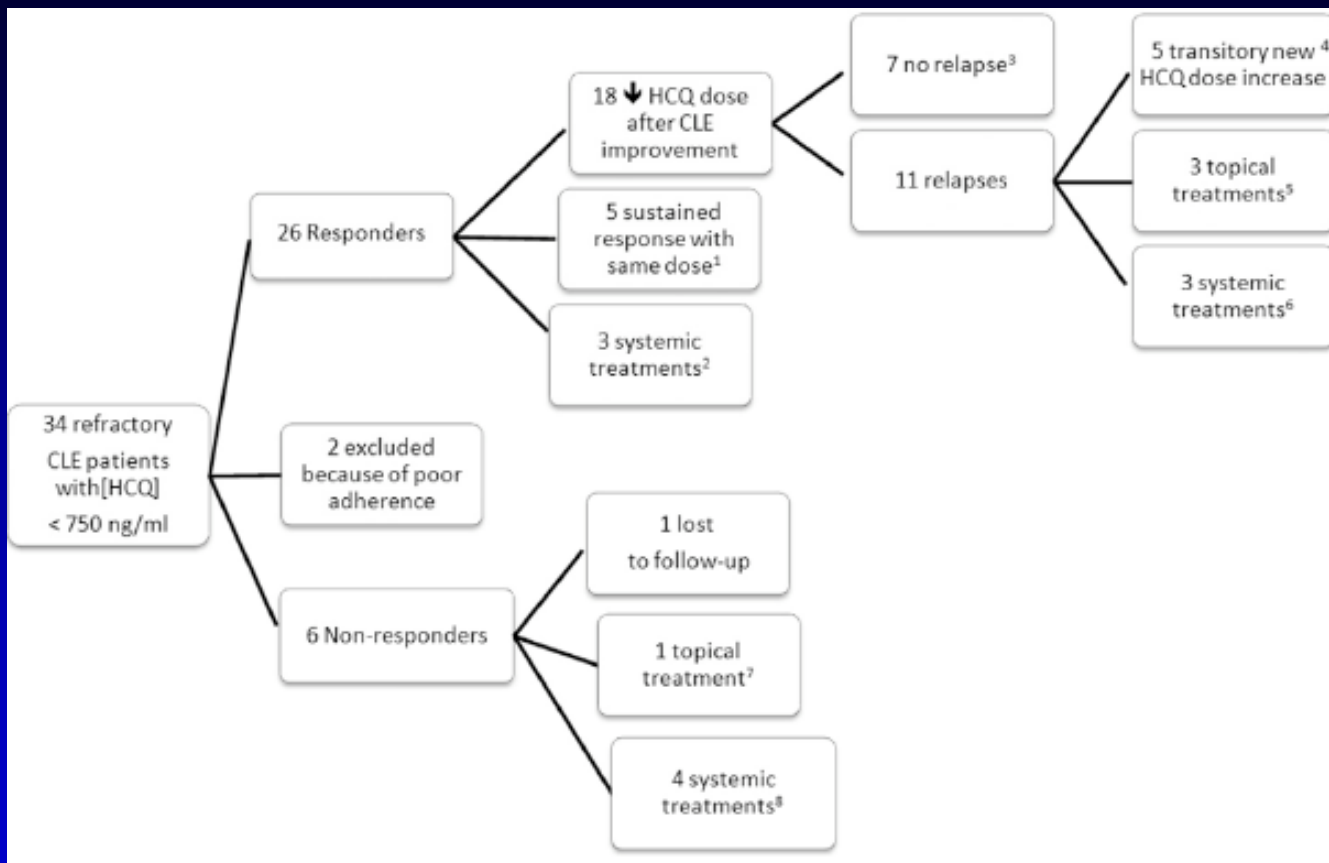 34 refractory
CLE patients
with[HCQ]
< 750 ng/ml
26 Responders
2 excluded
because of poor
adherence
6 Non-responders
18 🡇 HCQ dose
after CLE
improvement
5 sustained
response with
same dose¹
3 systemic
treatments²
1 lost
to follow-up
1 topical
treatment⁷
4 systemic
treatments⁸
7 no relapse³
11 relapses
5 transitory new ⁴
HCQ dose increase
3 topical
treatments⁵
3 systemic
treatments⁶